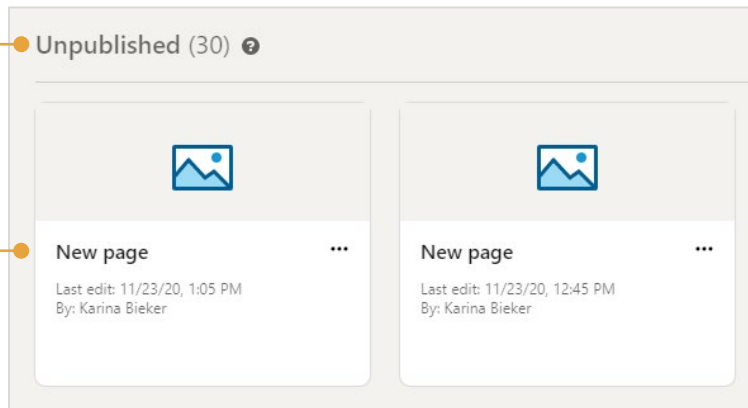 Unpublished (30) ?
New page ...
Last edit: 11/23/20, 1:05 PM
By: Karina Bieker
New page ...
Last edit: 11/23/20, 12:45 PM
By: Karina Bieker